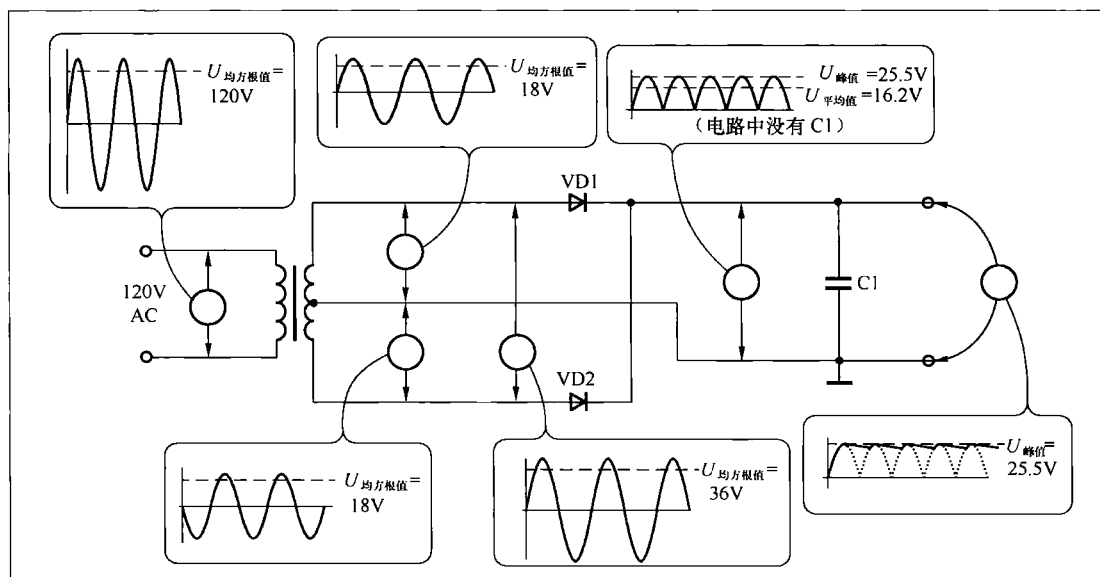 U均方根值=
120V
U均方根值=
18V
U峰值=25.5V
U平均值=16.2V
（电路中没有 C1）
VD1
120V
AC
C1
VD2
U均方根值=
18V
U均方根值=
36V
U峰值=
25.5V